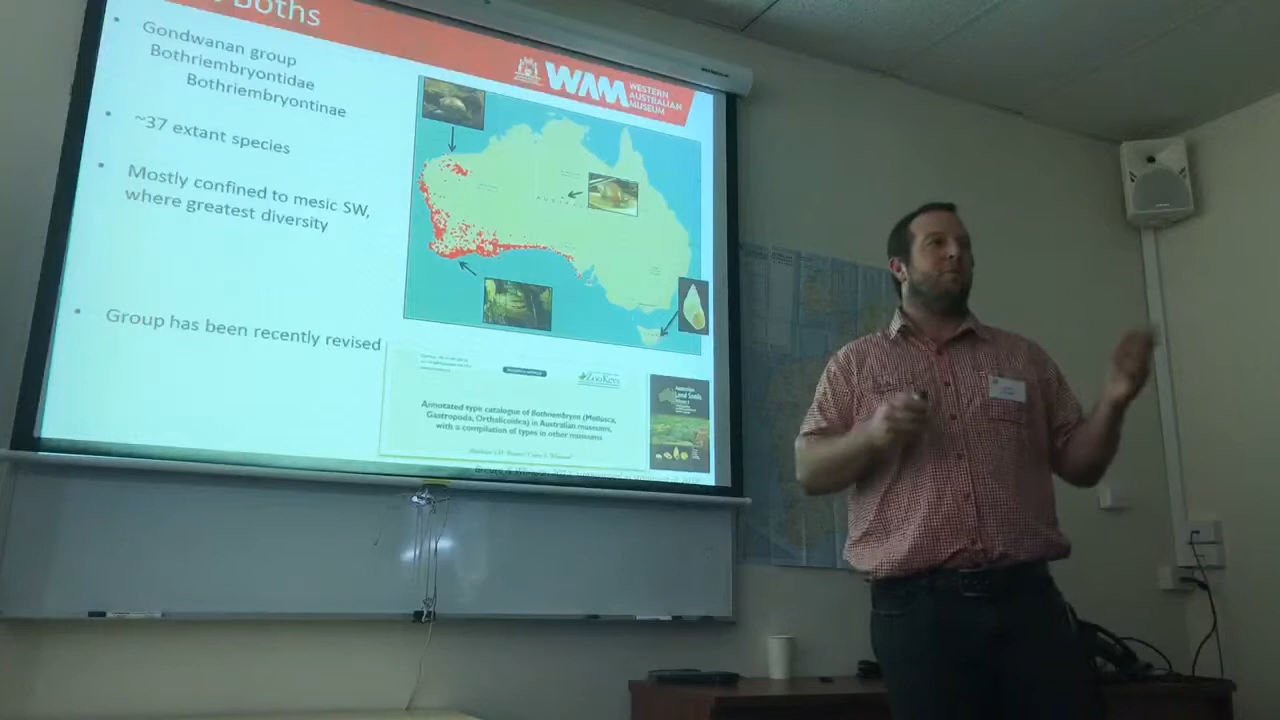 Boths
WAM WESTERN
AUSTRALIAN
MUSEUM
Gondwanan group
Bothriembryontidae
Bothriembryontinae
~37 extant species
Mostly confined to mesic SW,
where greatest diversity
Group has been recently revised
ZooKeys
Annotated type catalogue of Bothriembryon (Mollusca,
Gastropoda, Orthalicoidea) in Australian museums,
with a compilation of types in other museums
Australian
Land Snails